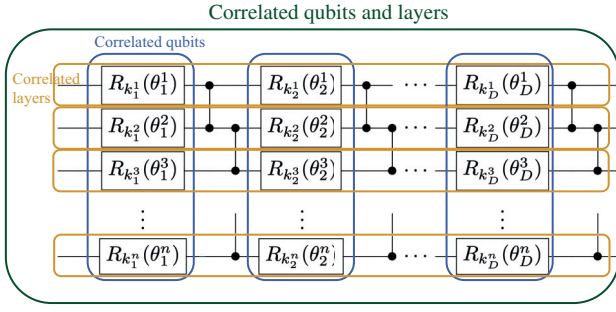 Correlated qubits and layers
Correlated qubits
Correlated
layers
R_{k_1^1}(θ_1^1) R_{k_2^1}(θ_2^1) ··· R_{k_D^1}(θ_D^1)
R_{k_1^2}(θ_1^2) R_{k_2^2}(θ_2^2) ··· R_{k_D^2}(θ_D^2)
R_{k_1^3}(θ_1^3) R_{k_2^3}(θ_2^3) ··· R_{k_D^3}(θ_D^3)
⋮ ⋮ ⋮
R_{k_1^n}(θ_1^n) R_{k_2^n}(θ_2^n) ··· R_{k_D^n}(θ_D^n)